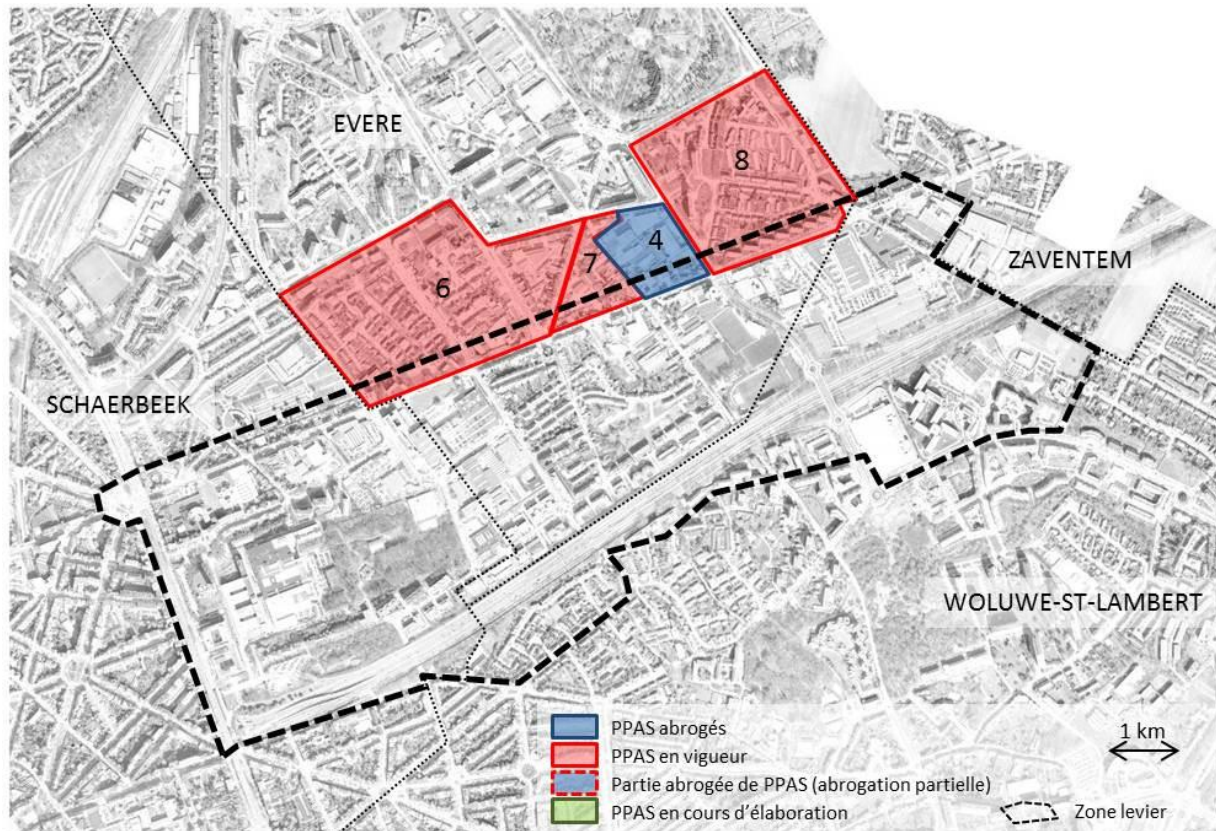 EVERE
8
4
ZAVENTEM
7
6
SCHAERBEEK
WOLUWE-ST-LAMBERT
PPAS abrogés
1 km
PPAS en vigueur
Partie abrogée de PPAS (abrogation partielle)
PPAS en cours d'élaboration
Zone levier